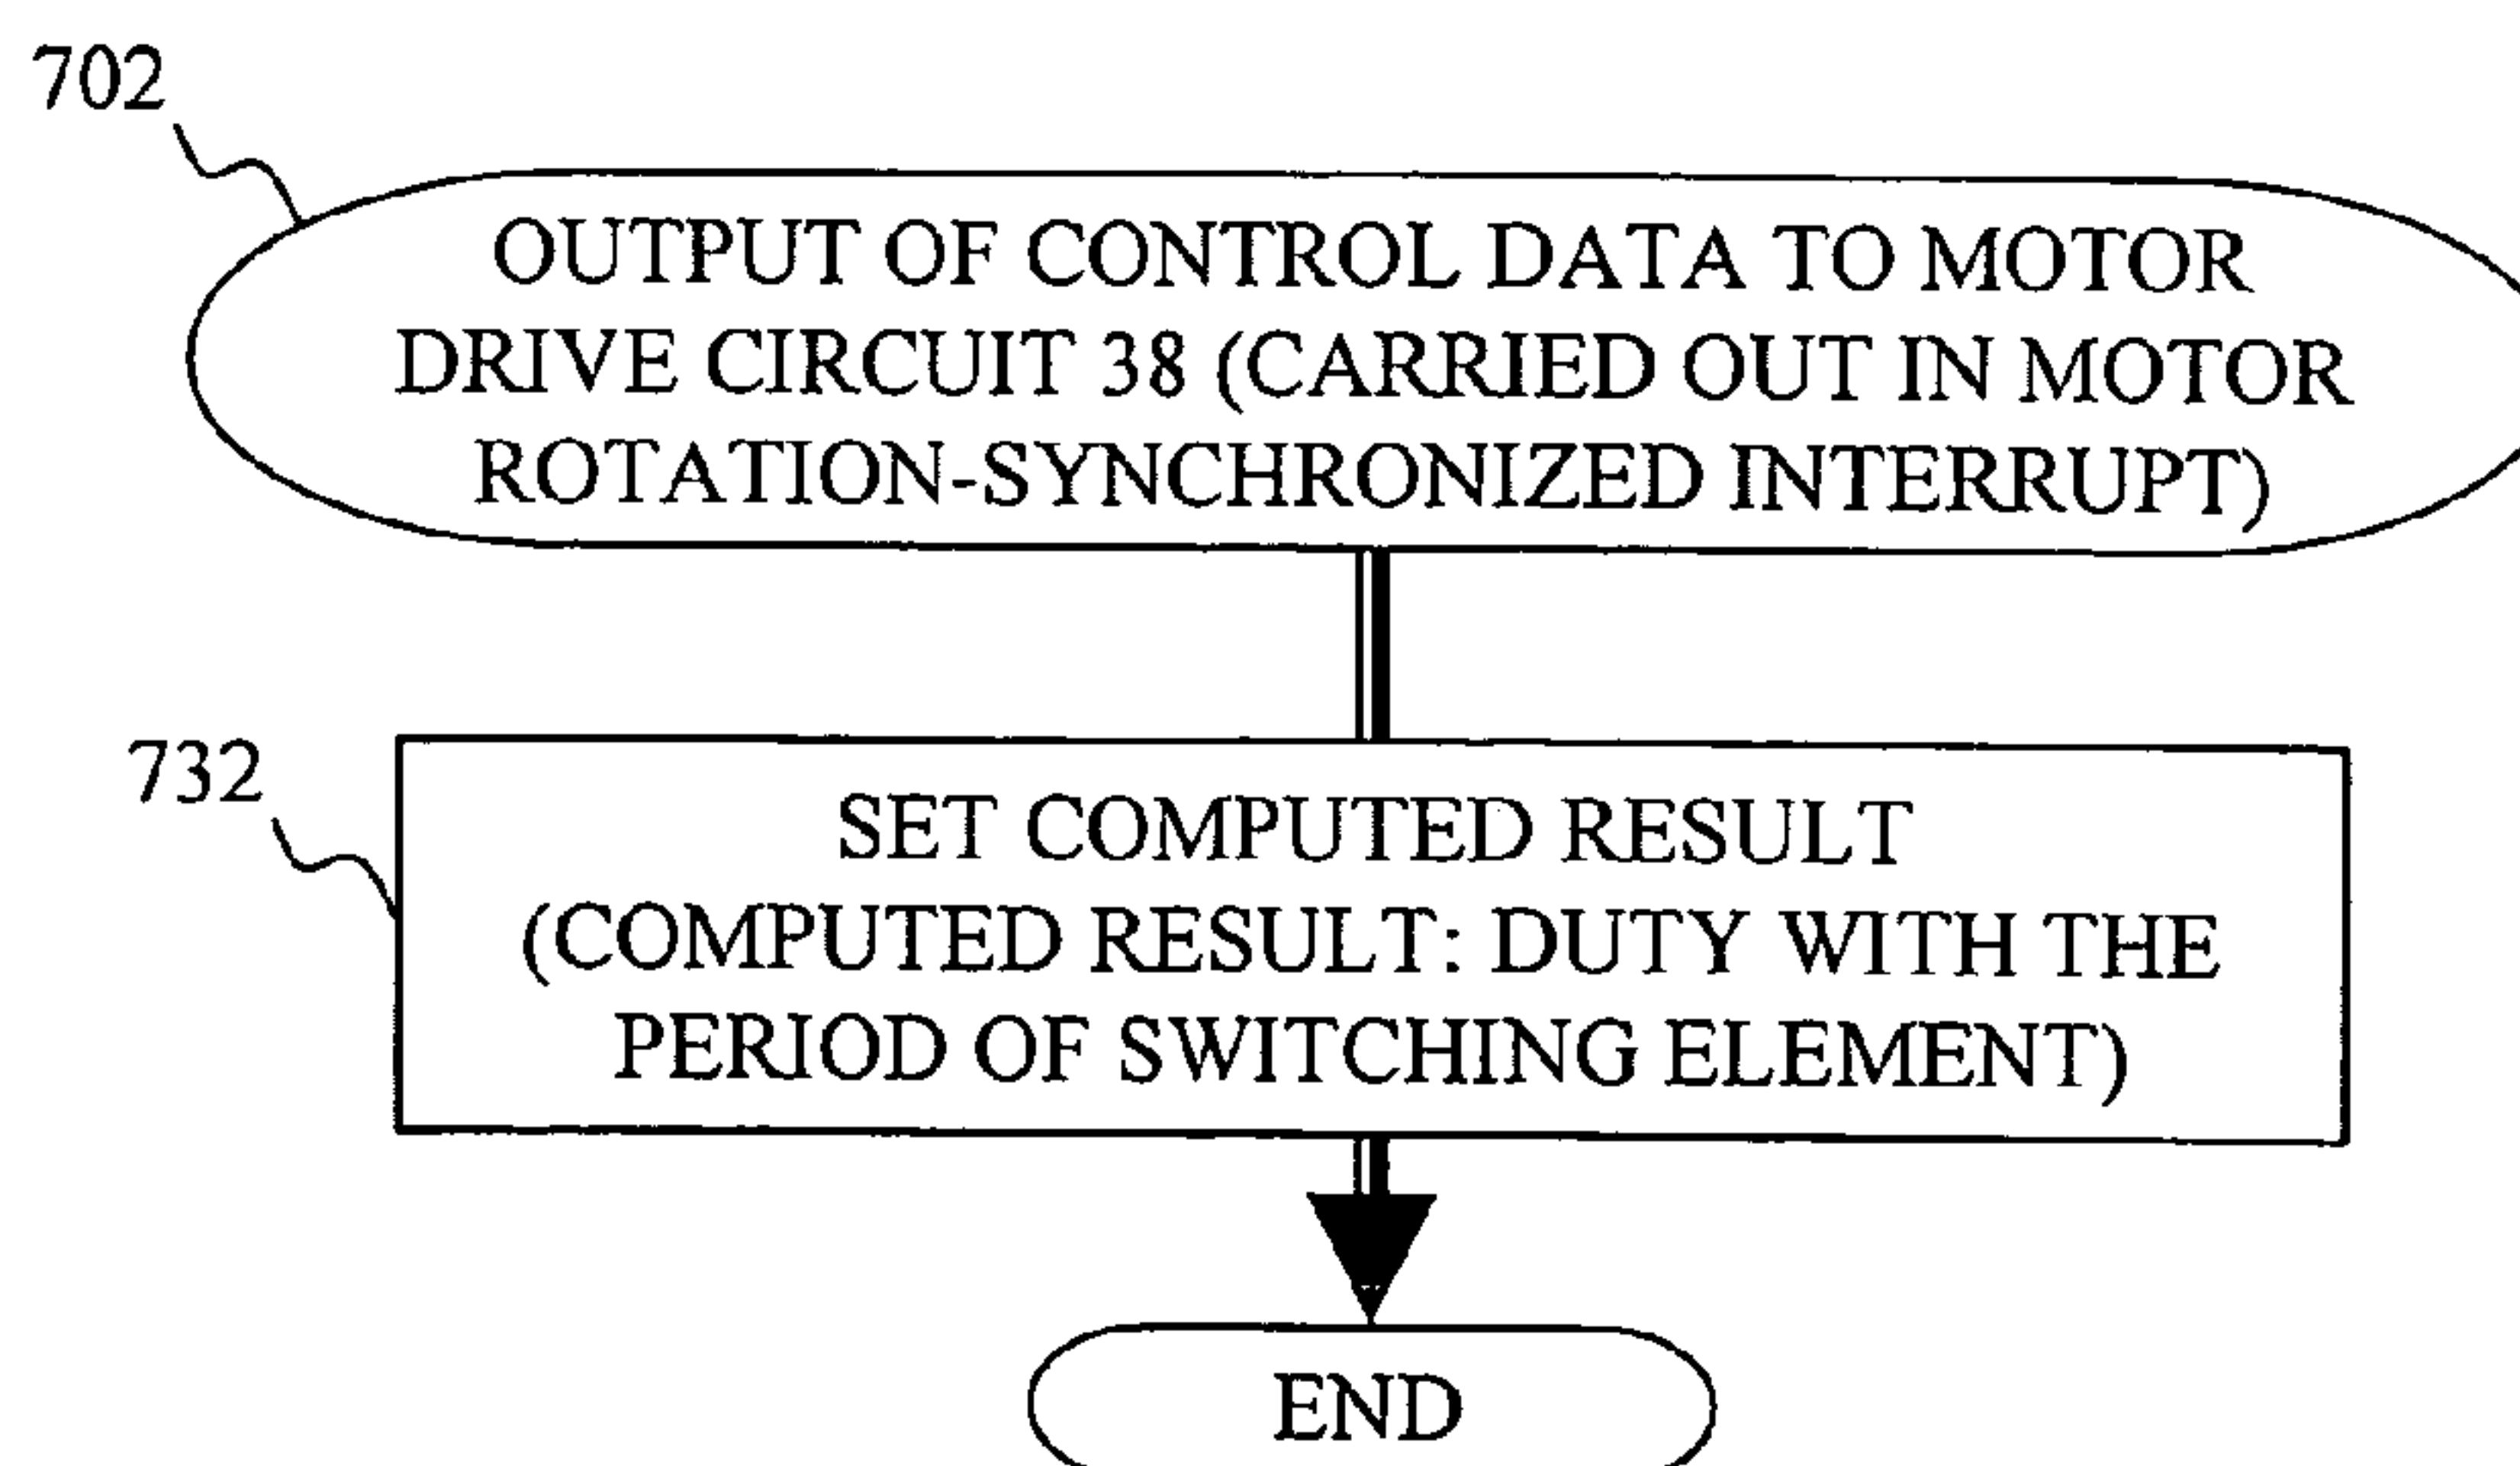 702
OUTPUT OF CONTROL DATA TO MOTOR
DRIVE CIRCUIT 38 (CARRIED OUT IN MOTOR
ROTATION-SYNCHRONIZED INTERRUPT)
732
SET COMPUTED RESULT
(COMPUTED RESULT: DUTY WITH THE
PERIOD OF SWITCHING ELEMENT)
END